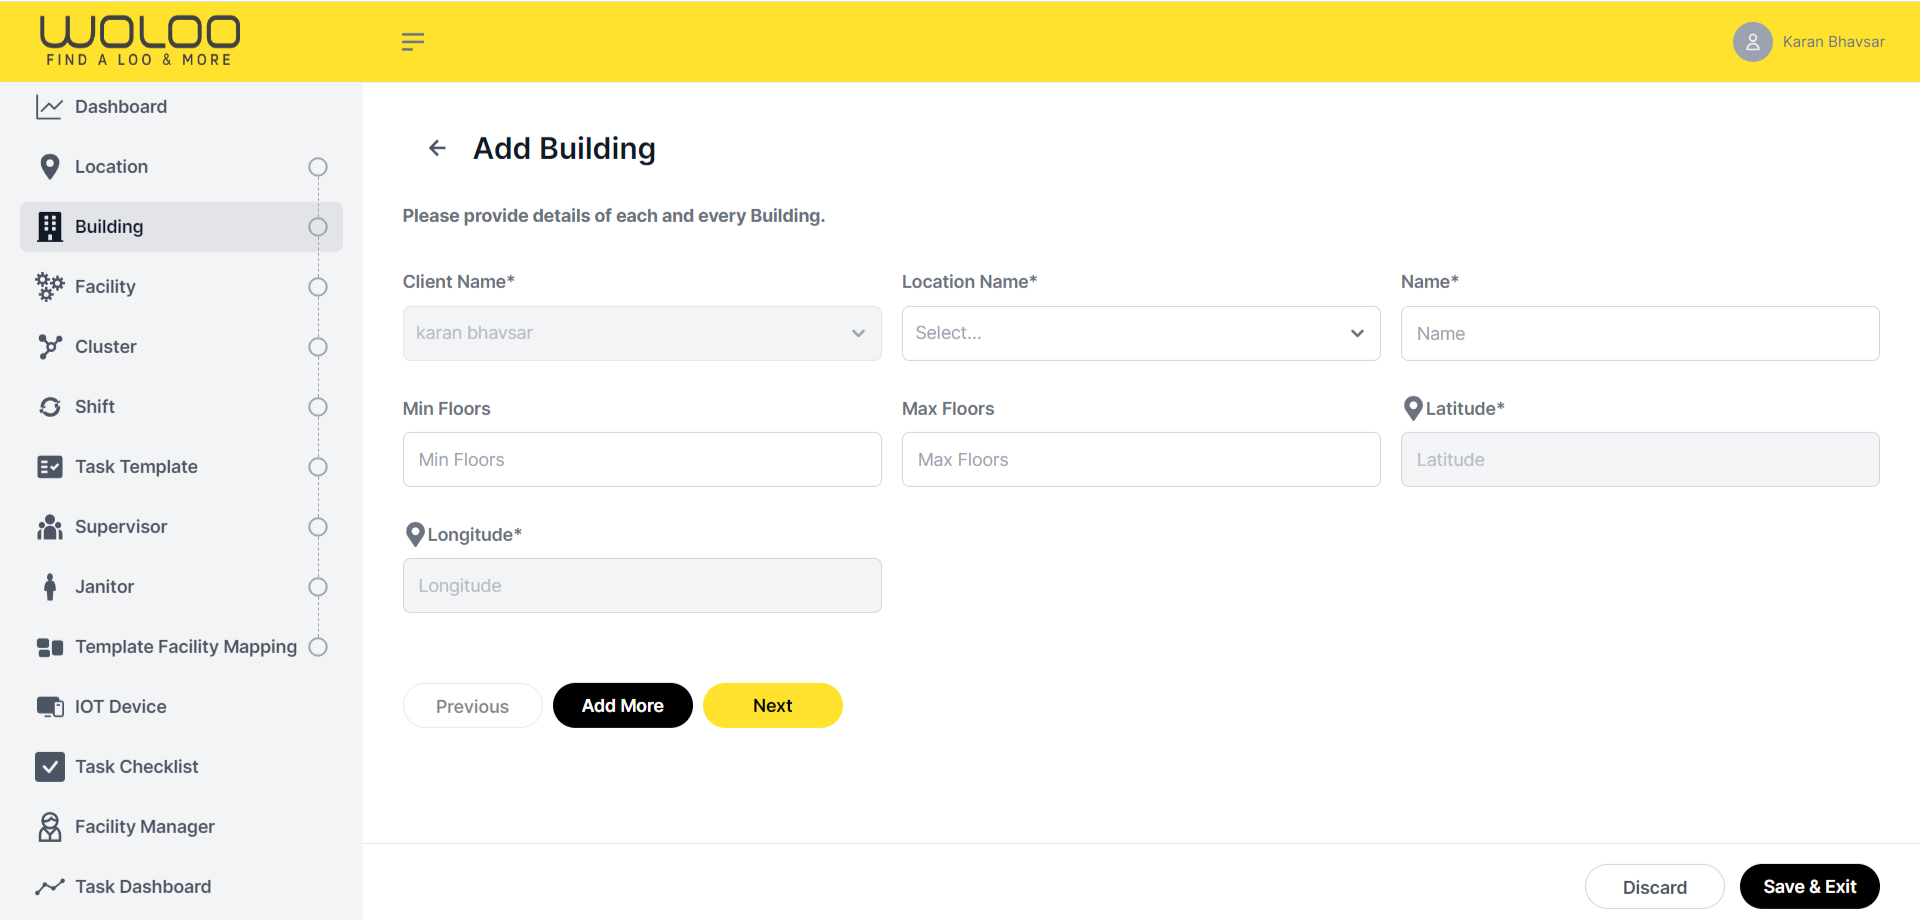 WOLOO
FIND A LOO & MORE
Karan Bhavsar
Dashboard
Location
Building
Facility
Cluster
Shift
Task Template
Supervisor
Janitor
Template Facility Mapping
IOT Device
Task Checklist
Facility Manager
Task Dashboard
Add Building
Please provide details of each and every Building.
Client Name*
Location Name*
Name*
karan bhavsar
Select...
Name
Min Floors
Max Floors
Latitude*
Min Floors
Max Floors
Latitude
Longitude*
Longitude
Previous
Add More
Next
Discard
Save & Exit